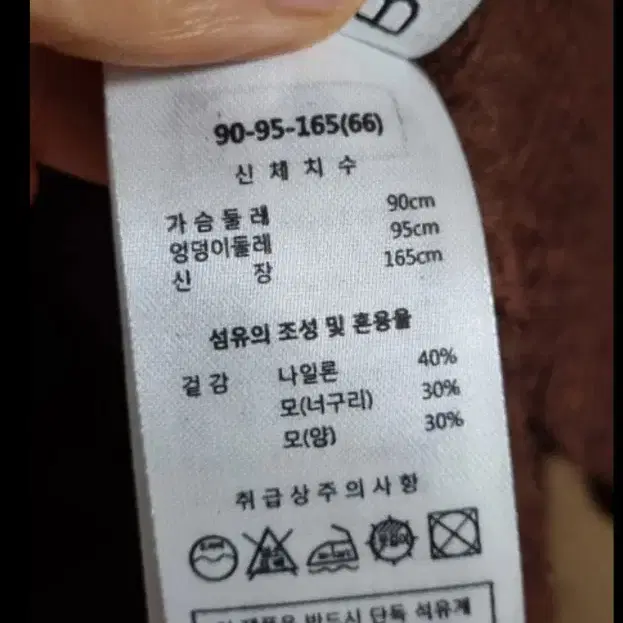 B
90-95-165(66)
신 체 치 수
가슴둘레 90cm
엉덩이둘레 95cm
신 장 165cm
섬유의 조성 및 혼용율
겉감 나일론 40%
모(너구리) 30%
모(양) 30%
취급상주의사항
제품은 반드시 단독 석유계